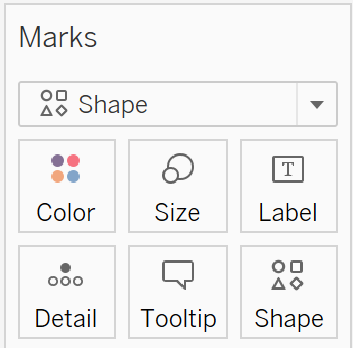 Marks
Shape
Color Size Label
Detail Tooltip Shape